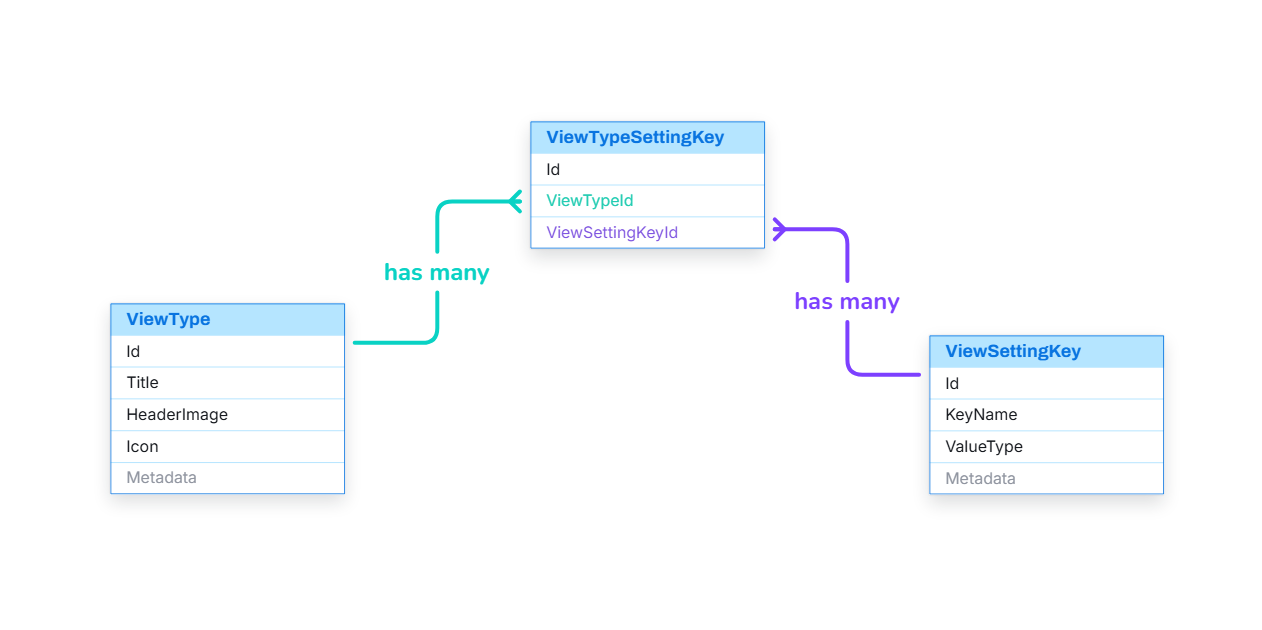 ViewTypeSettingKey
Id
ViewTypeId
ViewSettingKeyId
has many
has many
ViewType
Id
Title
HeaderImage
Icon
Metadata
ViewSettingKey
Id
KeyName
ValueType
Metadata